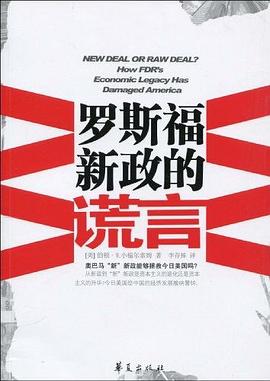 NEW DEAL OR RAW DEAL?
How FDR's
Economic Legacy Has
Damaged America
罗斯福
新政的
谎言
[美]伯顿·W.小福尔索姆 著 李存捧 译
奥巴马“新”新政能够拯救今日美国吗?
从新政到“新”新政是资本主义的退化还是资本
主义的升华?今日美国给中国的经济发展敲响警钟。
华夏出版社